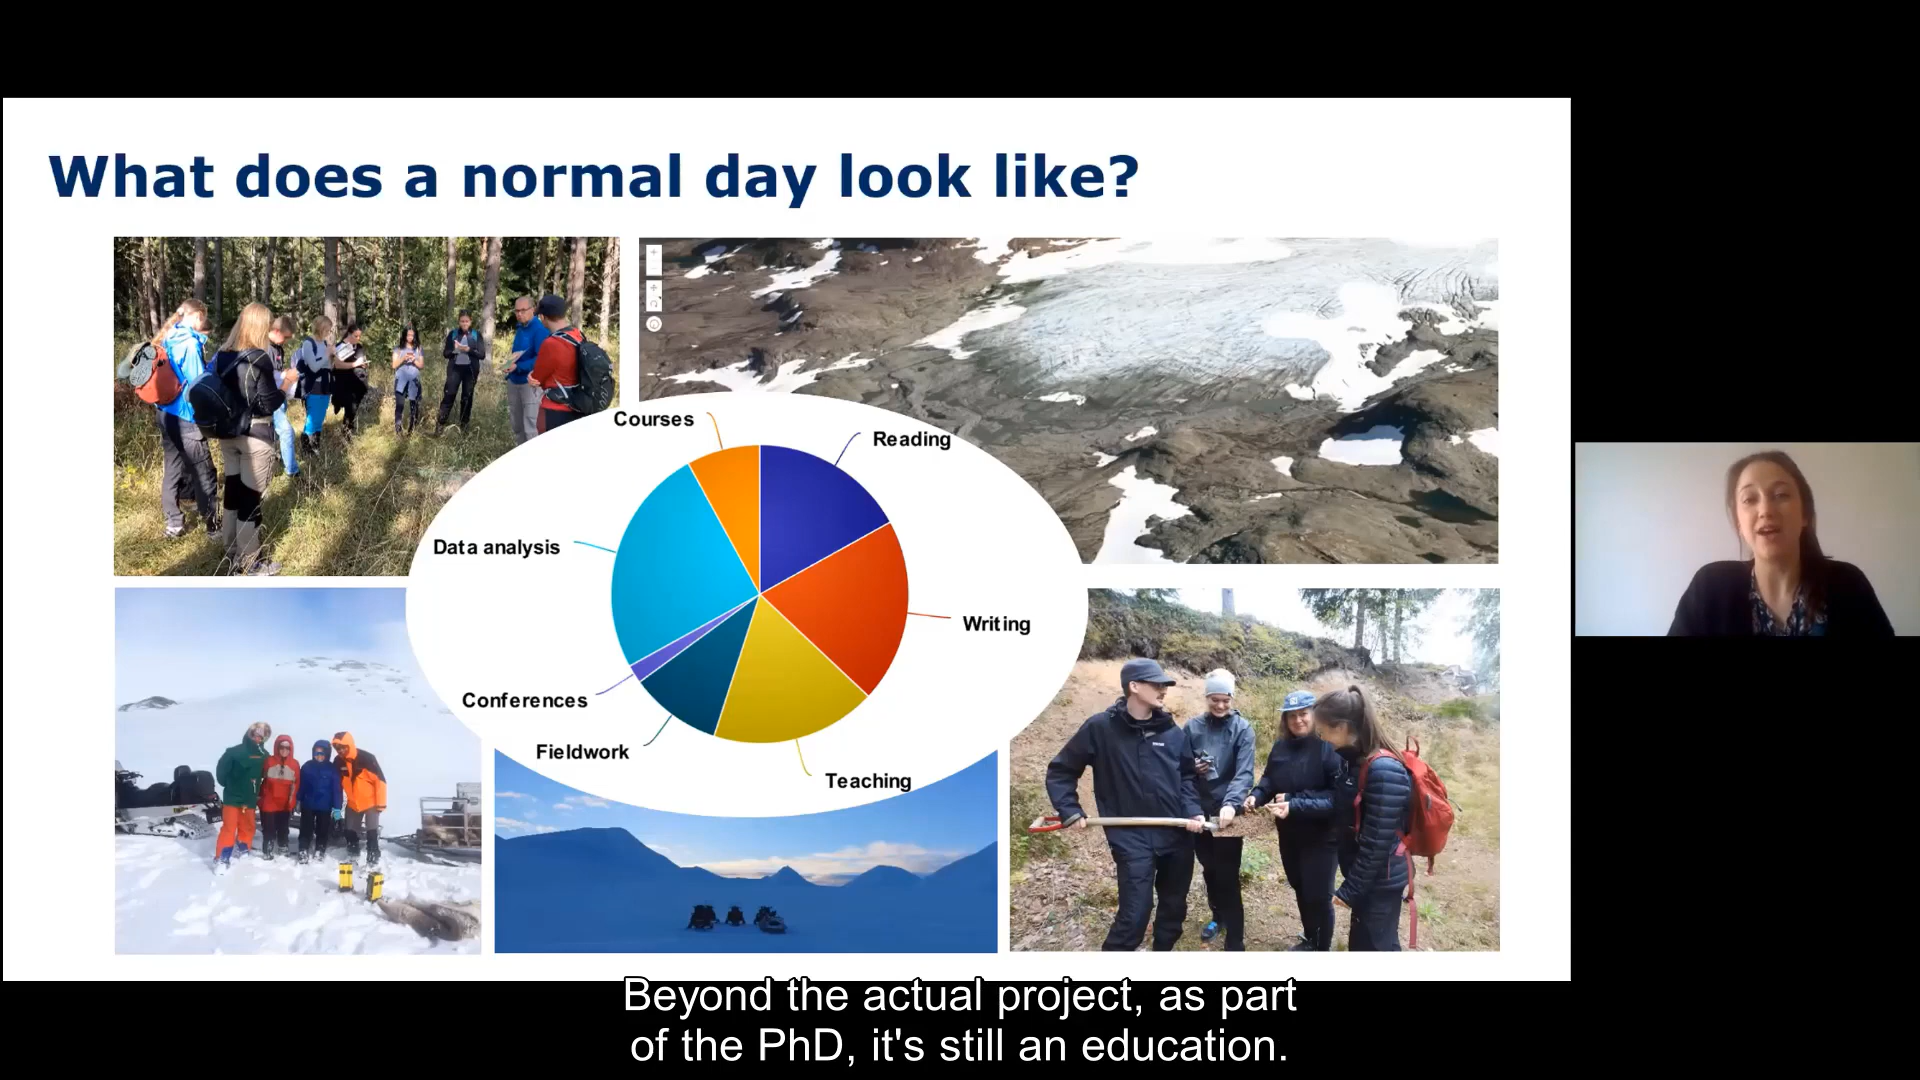 What does a normal day look like?
Courses
Reading
Data analysis
Writing
Conferences
Fieldwork
Teaching
Beyond the actual project, as part
of the PhD, it's still an education.